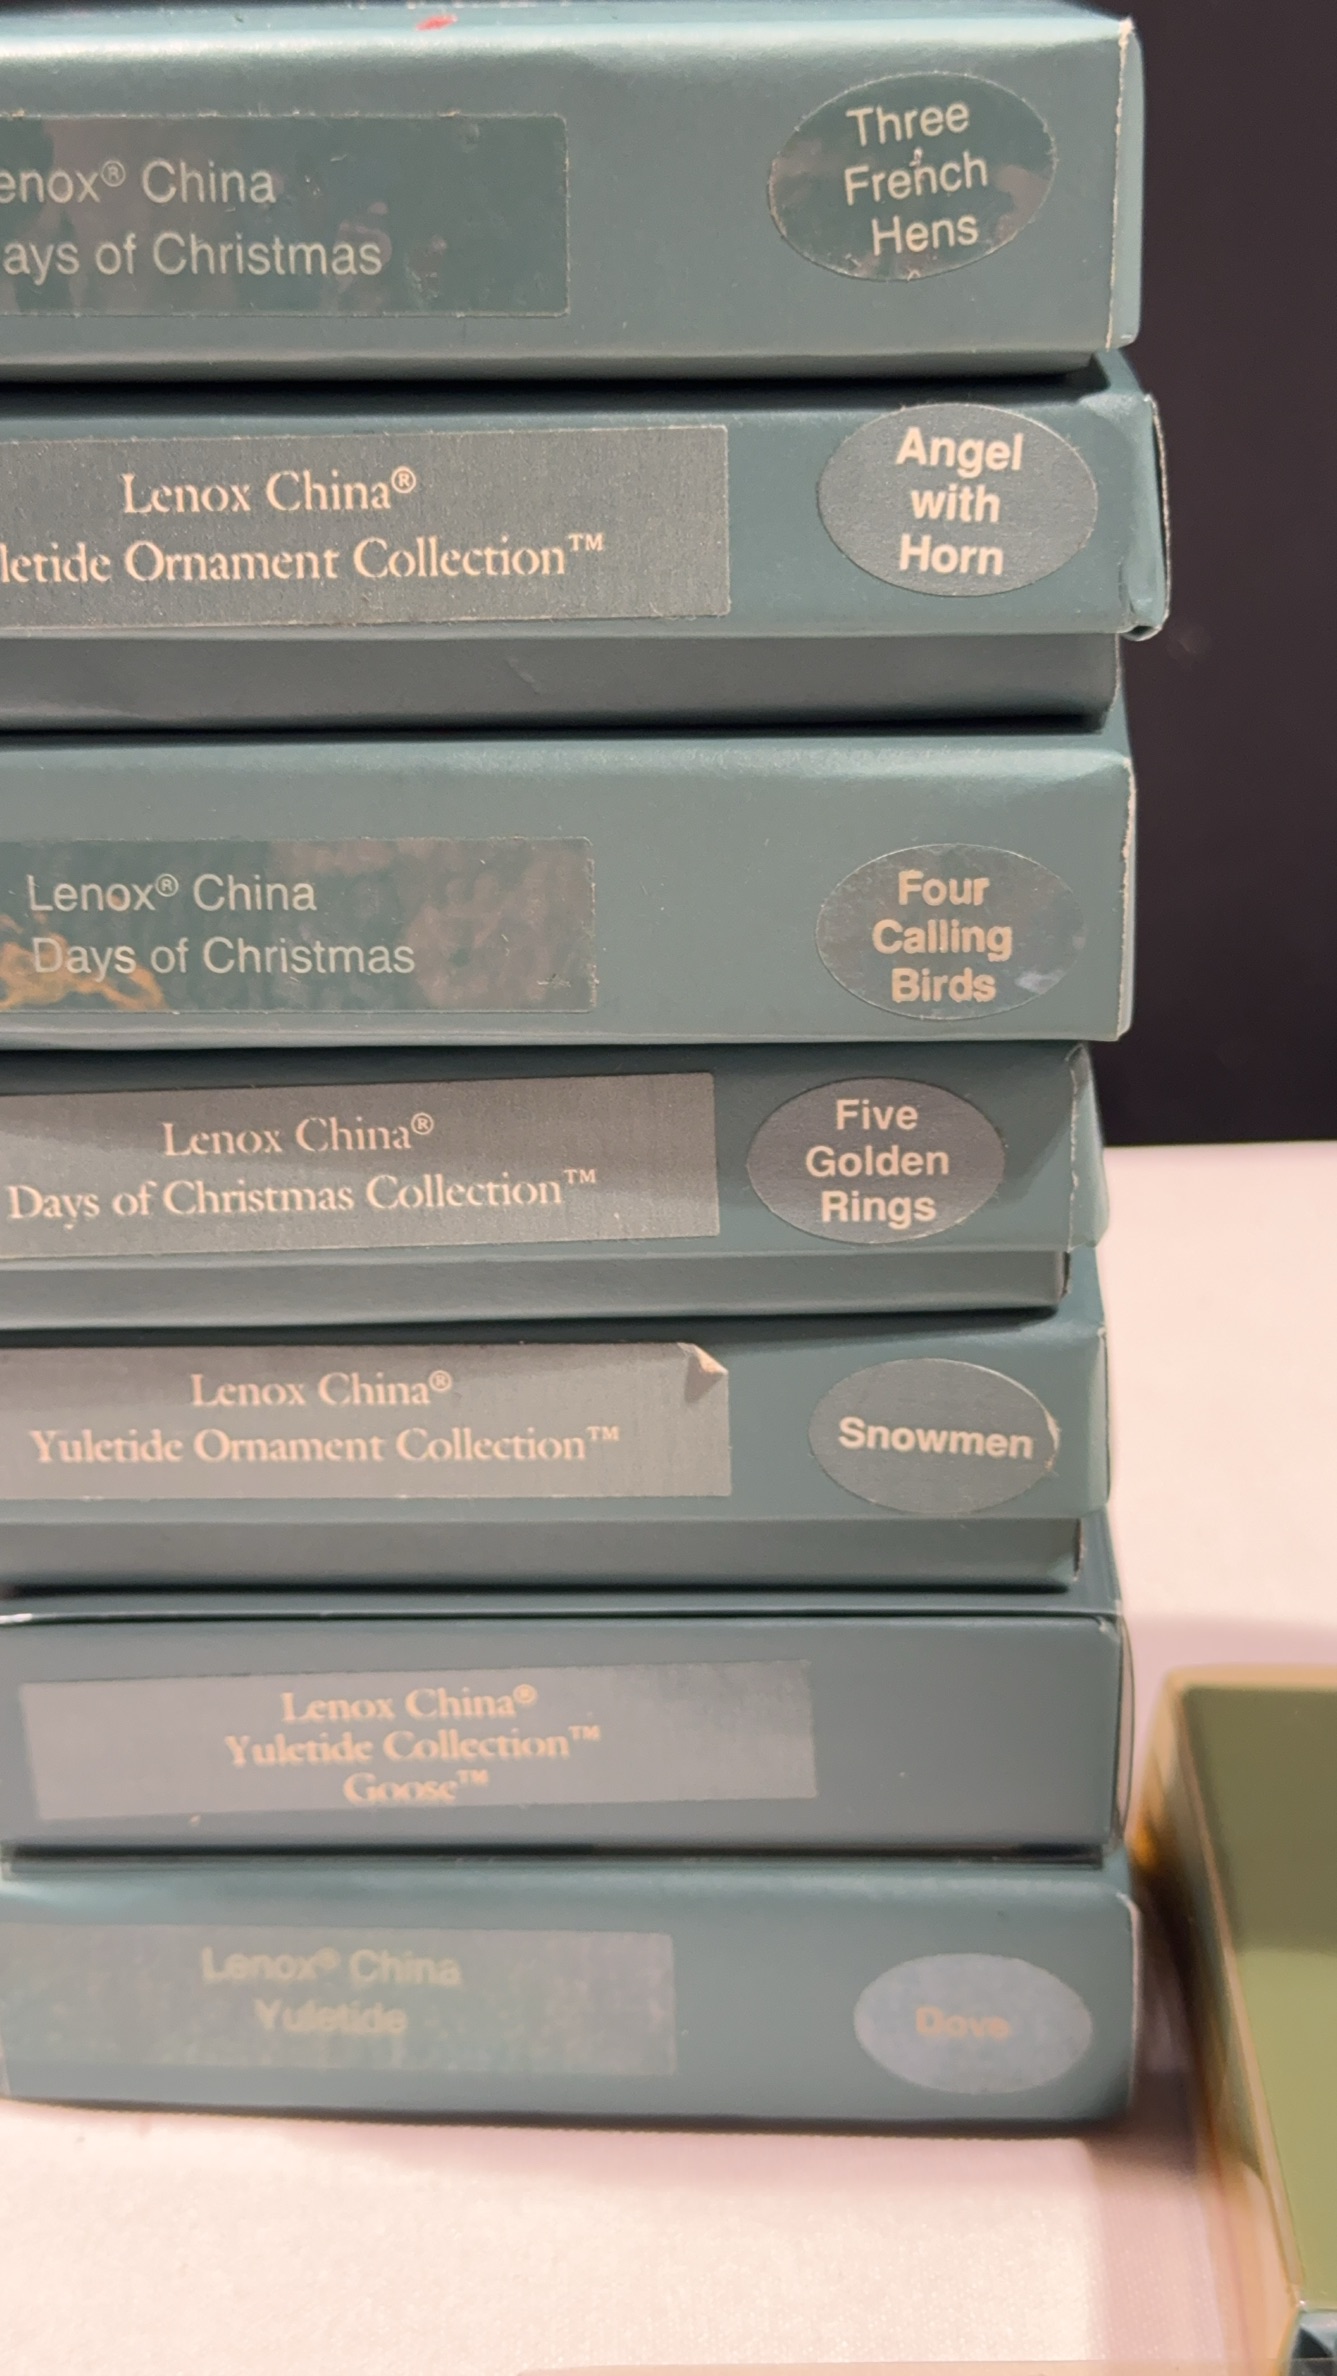 enox® China
ays of Christmas
Three
French
Hens
Lenox China®
letide Ornament Collection™
Angel
with
Horn
Lenox® China
Days of Christmas
Four
Calling
Birds
Lenox China®
Days of Christmas Collection™
Five
Golden
Rings
Lenox China®
Yuletide Ornament Collection™
Snowmen
Lenox China®
Yuletide Collection™
Goose™
Lenox® China
Yuletide
Dove